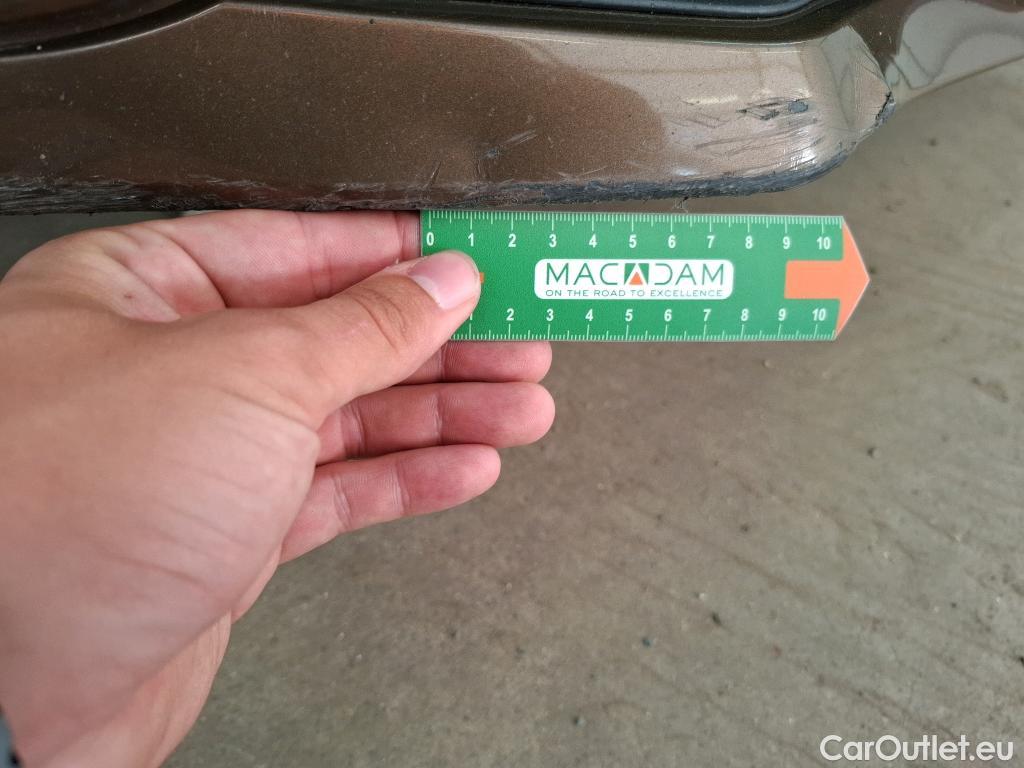 0 1 2 3 4 5 6 7 8 9 10
MACADAM
ON THE ROAD TO EXCELLENCE
1 2 3 4 5 6 7 8 9 10
CarOutlet.eu